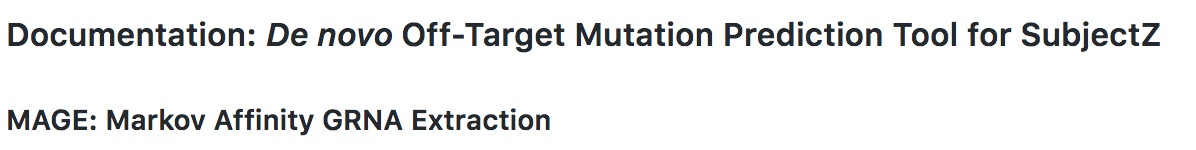 Documentation: De novo Off-Target Mutation Prediction Tool for SubjectZ
MAGE: Markov Affinity GRNA Extraction